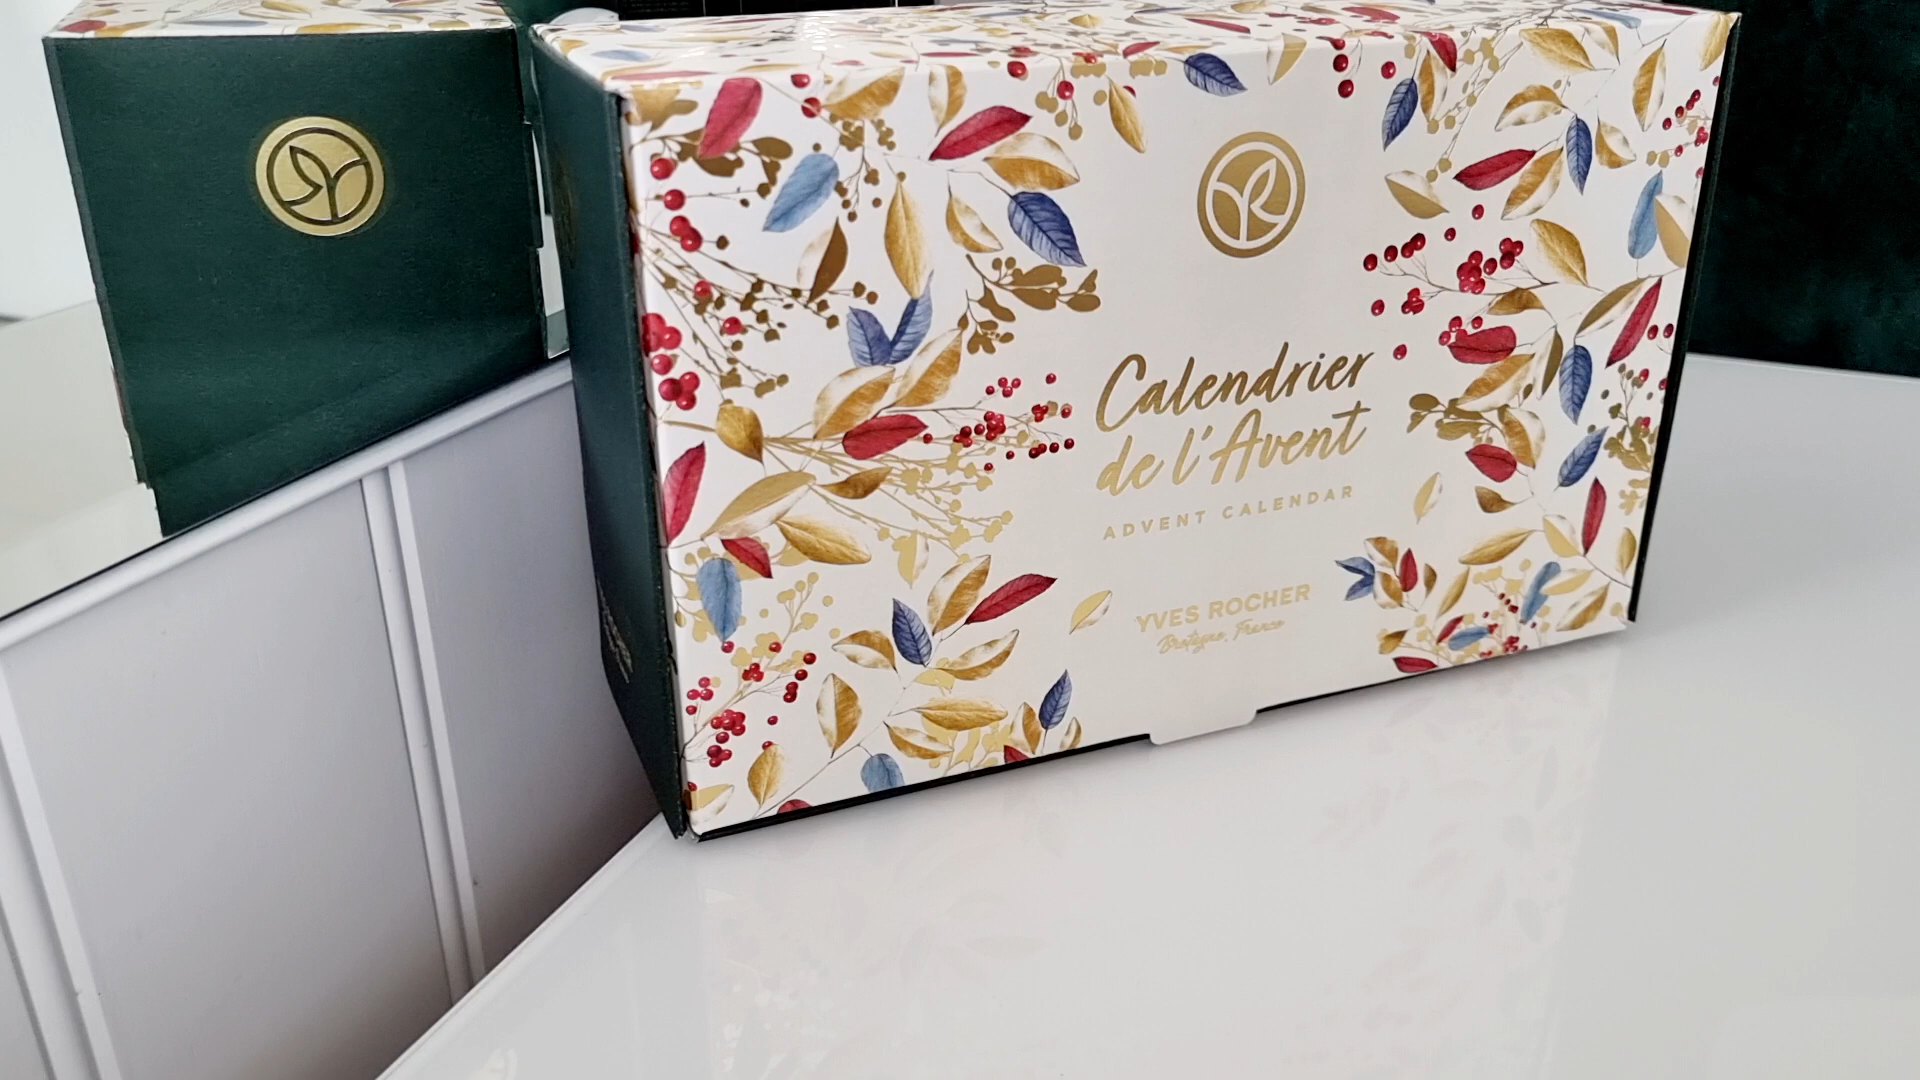 Calendrier
de l'Avent
ADVENT CALENDAR
YVES ROCHER
Bretagne, France